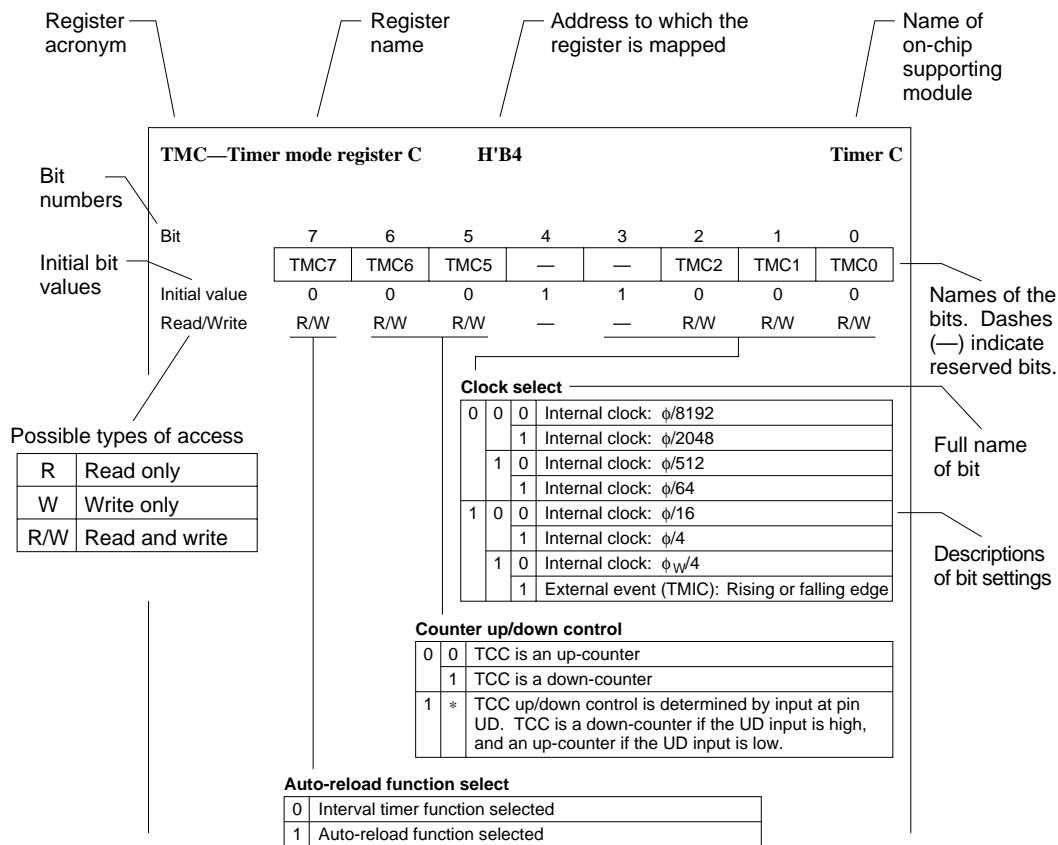 Register acronym
Register name
Address to which the register is mapped
Name of on-chip supporting module
TMC—Timer mode register C H'B4 Timer C
Bit numbers
Bit 7 6 5 4 3 2 1 0
Initial bit values
TMC7 TMC6 TMC5 — — TMC2 TMC1 TMC0
Initial value 0 0 0 1 1 0 0 0
Read/Write R/W R/W R/W — — R/W R/W R/W
Names of the bits. Dashes (—) indicate reserved bits.
Possible types of access
R Read only
W Write only
R/W Read and write
Clock select
0 0 0 Internal clock: ϕ/8192
1 Internal clock: ϕ/2048
1 0 Internal clock: ϕ/512
1 Internal clock: ϕ/64
1 0 0 Internal clock: ϕ/16
1 Internal clock: ϕ/4
1 0 Internal clock: ϕW/4
1 External event (TMIC): Rising or falling edge
Full name of bit
Descriptions of bit settings
Counter up/down control
0 0 TCC is an up-counter
1 TCC is a down-counter
1 * TCC up/down control is determined by input at pin
UD. TCC is a down-counter if the UD input is high,
and an up-counter if the UD input is low.
Auto-reload function select
0 Interval timer function selected
1 Auto-reload function selected